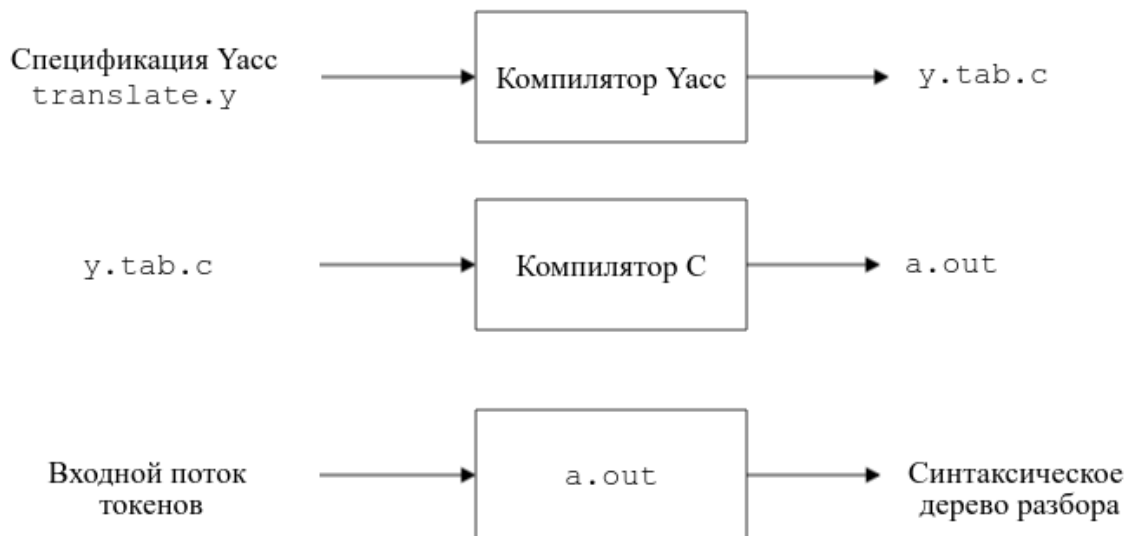 Спецификация Yacc
translate.y
Компилятор Yacc
y.tab.c
y.tab.c
Компилятор C
a.out
Входной поток
токенов
a.out
Синтаксическое
дерево разбора